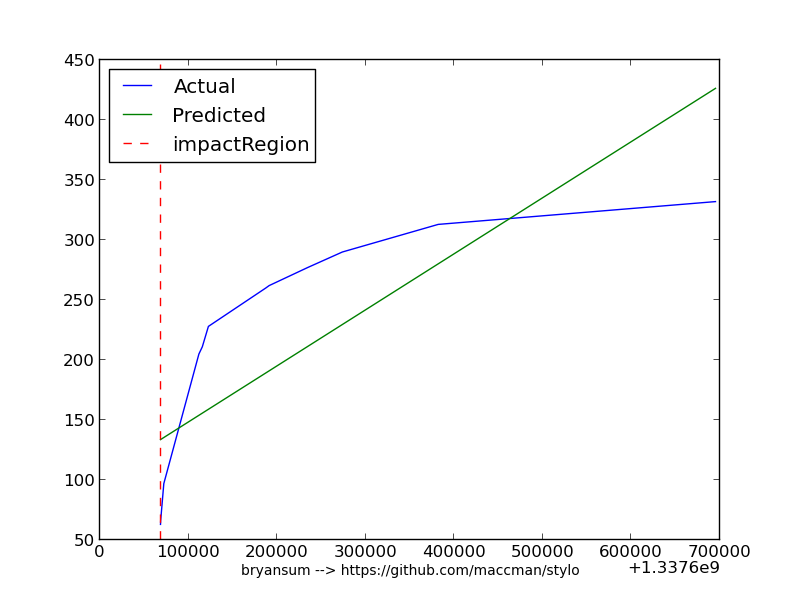 450
400
350
300
250
200
150
100
50
Actual
Predicted
impactRegion
0 100000 200000 300000 400000 500000 600000 700000
+1.3376e9
bryansum --> https://github.com/maccman/stylo